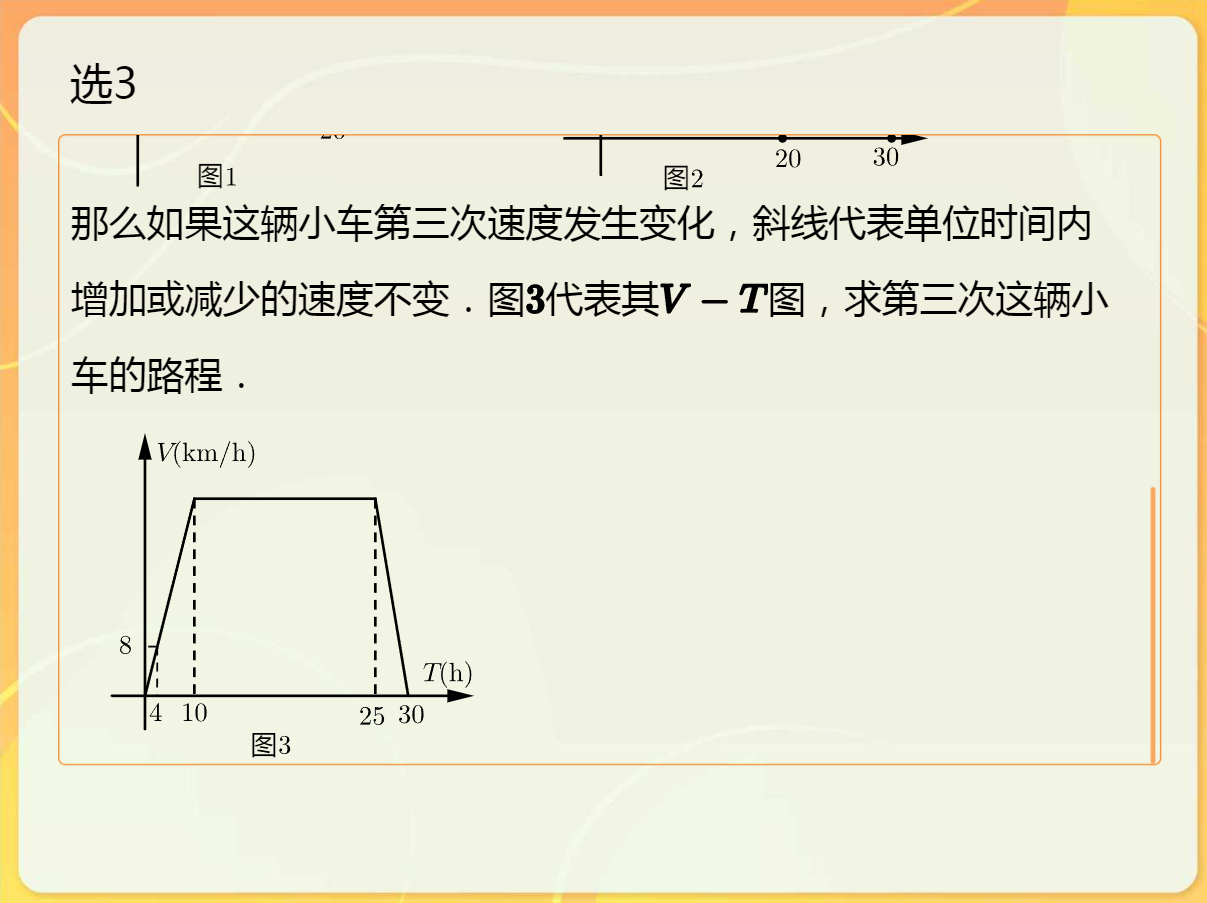 选3
20 30
图1 图2
那么如果这辆小车第三次速度发生变化，斜线代表单位时间内
增加或减少的速度不变．图3代表其V－T图，求第三次这辆小
车的路程．
V(km/h)
8
T(h)
4 10 25 30
图3